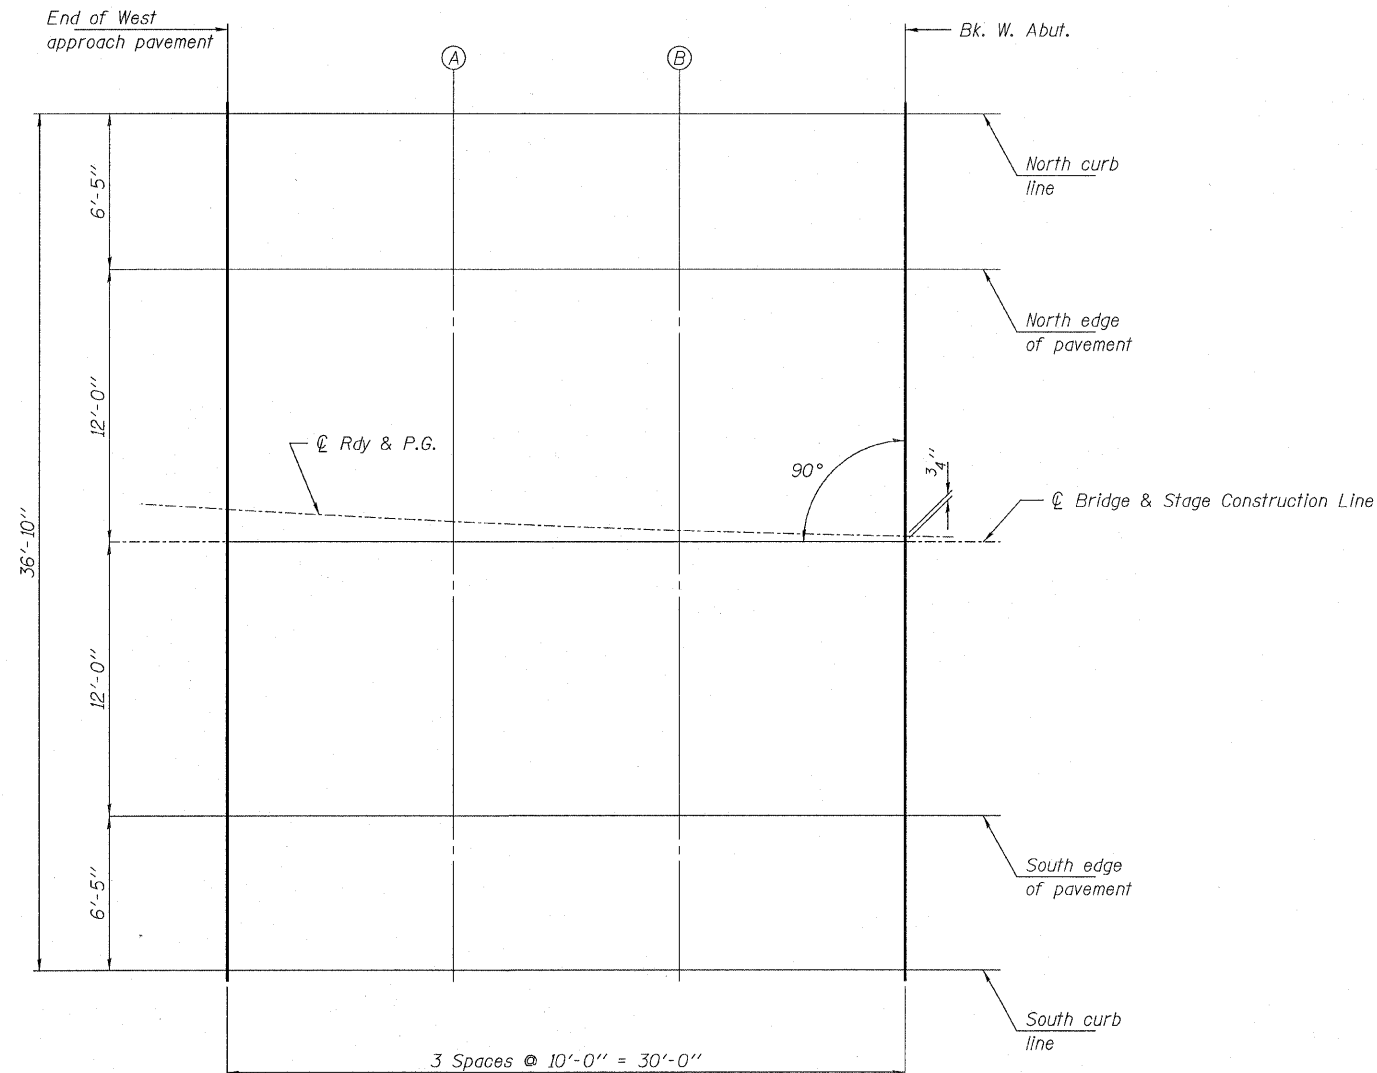 End of West
approach pavement
Bk. W. Abut.
A
B
North curb
line
6'-5"
North edge
of pavement
12'-0"
℄ Rdy & P.G.
90°
3/4"
℄ Bridge & Stage Construction Line
36'-10"
12'-0"
South edge
of pavement
6'-5"
South curb
line
3 Spaces @ 10'-0" = 30'-0"